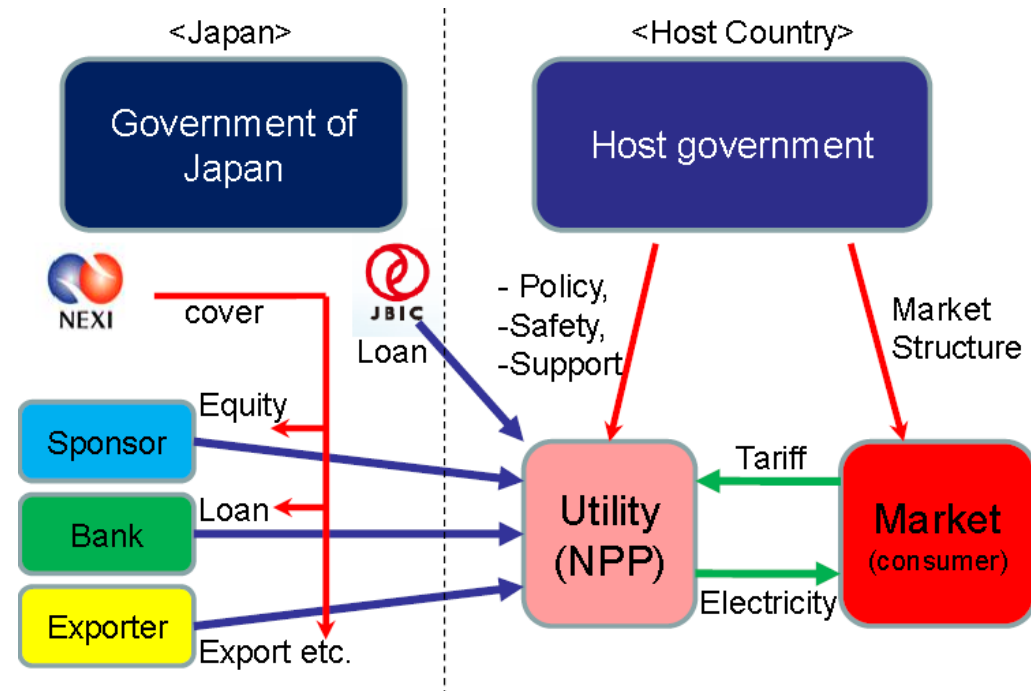 <Japan>
<Host Country>
Government of
Japan
Host government
NEXI
cover
JBIC
Loan
- Policy,
-Safety,
-Support
Market
Structure
Equity
Sponsor
Loan
Bank
Exporter
Export etc.
Utility
(NPP)
Tariff
Electricity
Market
(consumer)